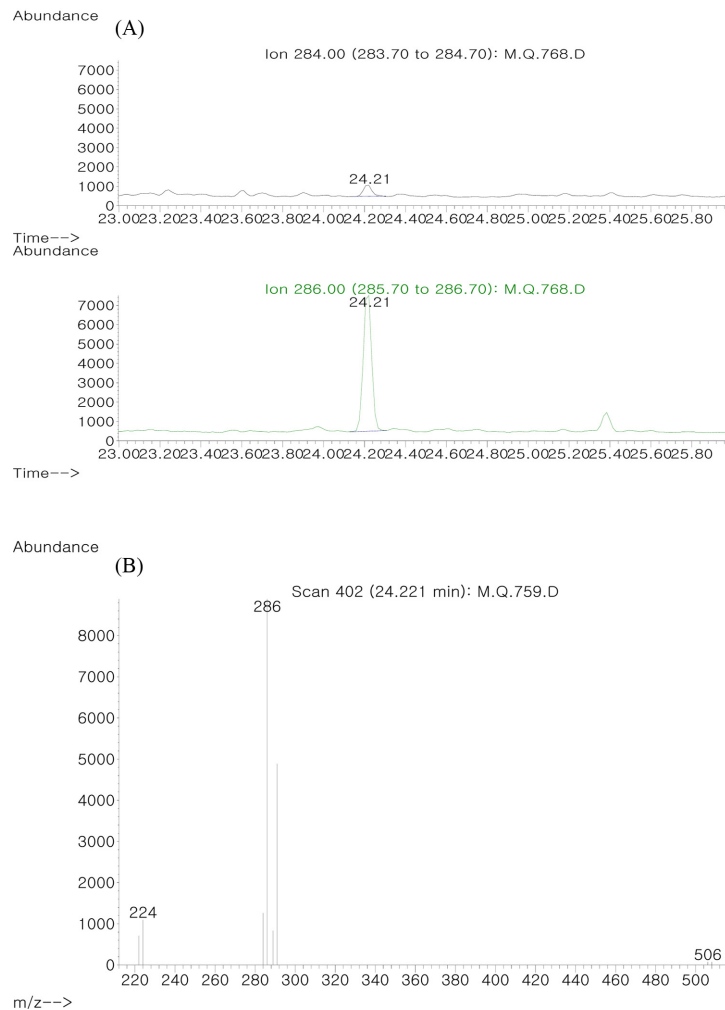 Abundance
(A)
Ion 284.00 (283.70 to 284.70): M.Q.768.D
7000
6000
5000
4000
3000
2000
1000
0
24.21
23.00 23.20 23.40 23.60 23.80 24.00 24.20 24.40 24.60 24.80 25.00 25.20 25.40 25.60 25.80
Time-->
Abundance
Ion 286.00 (285.70 to 286.70): M.Q.768.D
24.21
7000
6000
5000
4000
3000
2000
1000
0
23.00 23.20 23.40 23.60 23.80 24.00 24.20 24.40 24.60 24.80 25.00 25.20 25.40 25.60 25.80
Time-->
Abundance
(B)
Scan 402 (24.221 min): M.Q.759.D
286
8000
7000
6000
5000
4000
3000
2000
1000
0
224
506
220 240 260 280 300 320 340 360 380 400 420 440 460 480 500
m/z-->